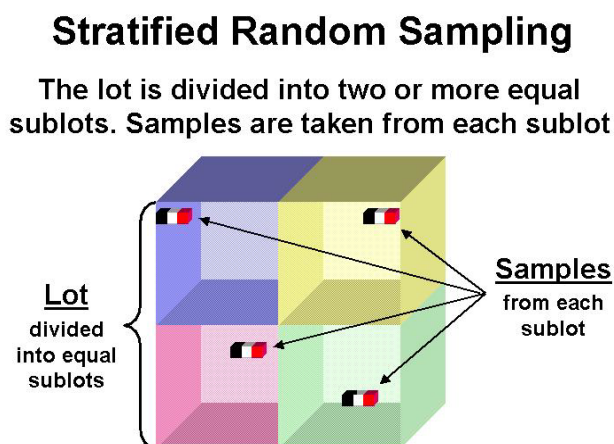 Stratified Random Sampling
The lot is divided into two or more equal
sublots. Samples are taken from each sublot
Lot
divided
into equal
sublots
Samples
from each
sublot